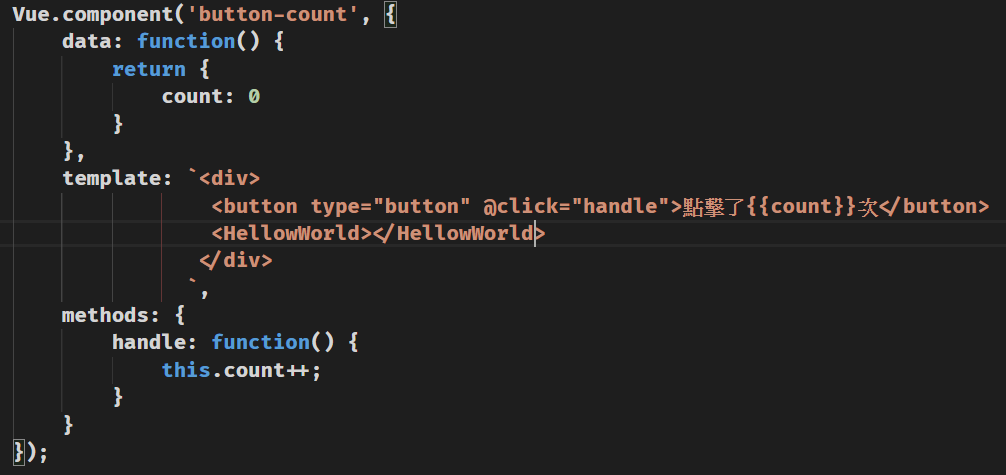 Vue.component('button-count', {
    data: function() {
        return {
            count: 0
        }
    },
    template: `<div>
                <button type="button" @click="handle">點擊了{{count}}次</button>
                <HellowWorld></HellowWorld>
               </div>
              `,
    methods: {
        handle: function() {
            this.count++;
        }
    }
});